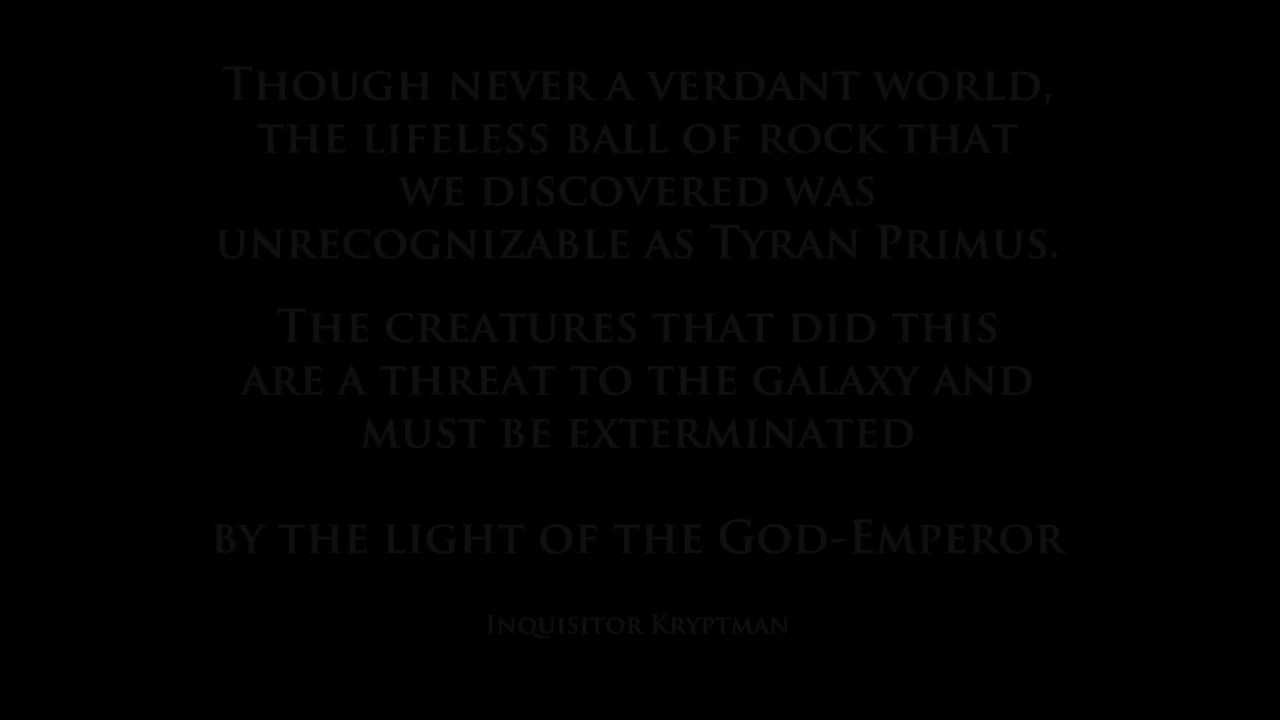 Though never a verdant world,
the lifeless ball of rock that
we discovered was
unrecognizable as Tyran Primus.
The creatures that did this
are a threat to the galaxy and
must be exterminated
by the light of the God-Emperor
Inquisitor Kryptman